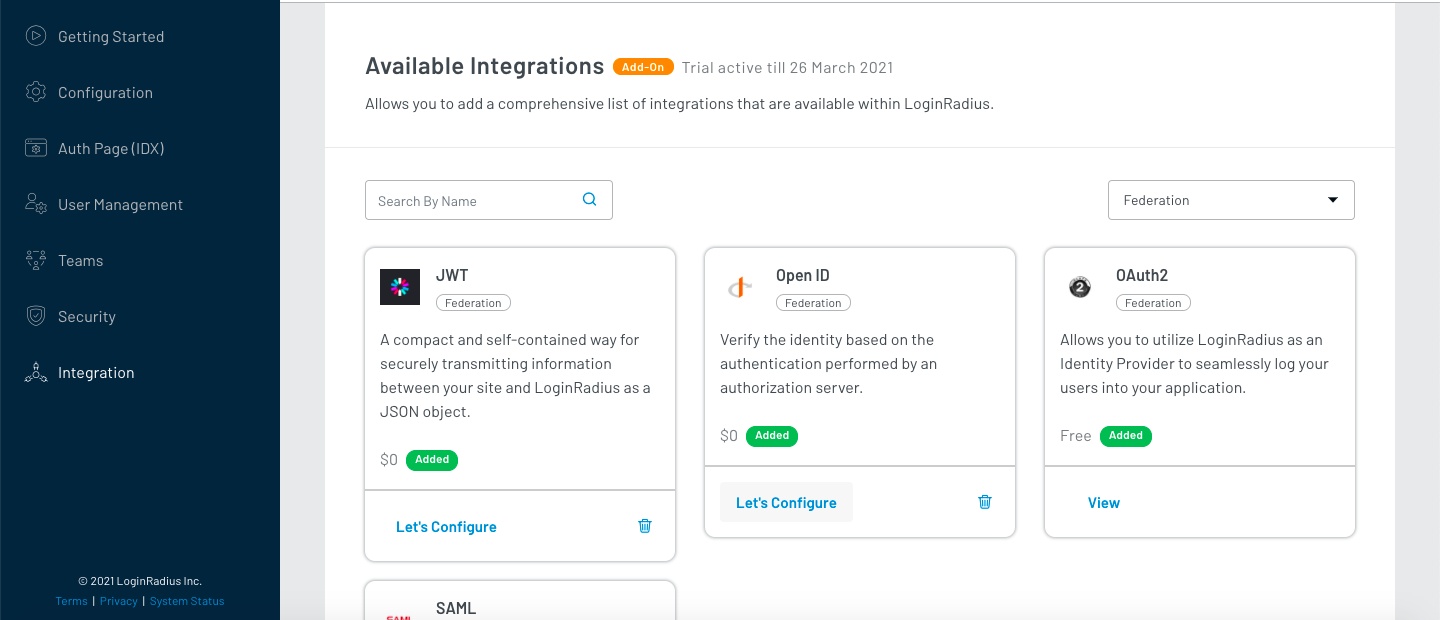 Getting Started
Configuration
Auth Page (IDX)
User Management
Teams
Security
Integration
© 2021 LoginRadius Inc.
Terms | Privacy | System Status
Available Integrations Add-On Trial active till 26 March 2021
Allows you to add a comprehensive list of integrations that are available within LoginRadius.
Search By Name
Federation
JWT
Federation
A compact and self-contained way for
securely transmitting information
between your site and LoginRadius as a
JSON object.
$0 Added
Let's Configure
Open ID
Federation
Verify the identity based on the
authentication performed by an
authorization server.
$0 Added
Let's Configure
2
OAuth2
Federation
Allows you to utilize LoginRadius as an
Identity Provider to seamlessly log your
users into your application.
Free Added
View
SAML
SAML